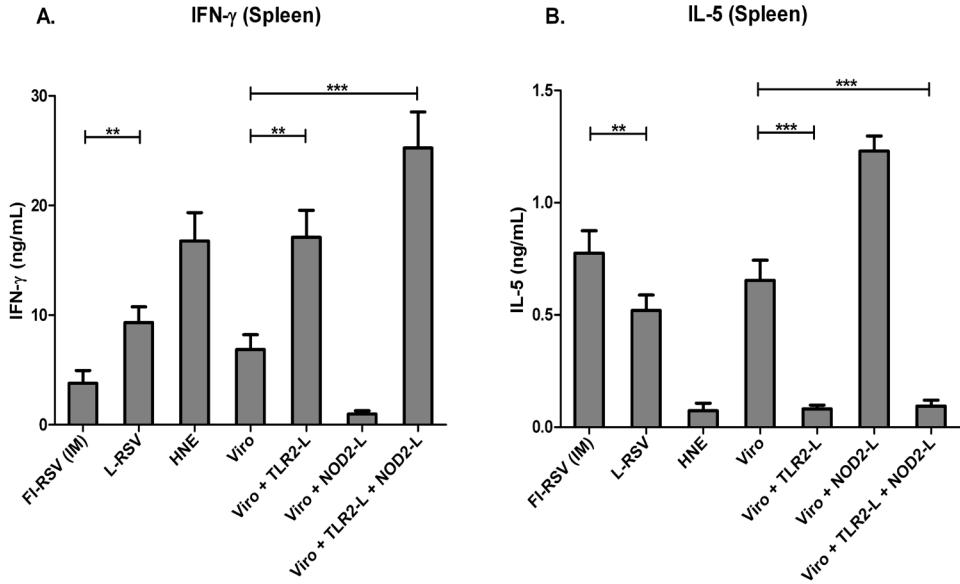 A.
IFN-γ (Spleen)
IFN-γ (ng/mL)
30
20
10
0
**
**
***
FI-RSV (IM)
L-RSV
HNE
Viro
Viro + TLR2-L
Viro + NOD2-L
Viro + TLR2-L + NOD2-L
B.
IL-5 (Spleen)
IL-5 (ng/mL)
1.5
1.0
0.5
0.0
**
***
***
FI-RSV (IM)
L-RSV
HNE
Viro
Viro + TLR2-L
Viro + NOD2-L
Viro + TLR2-L + NOD2-L